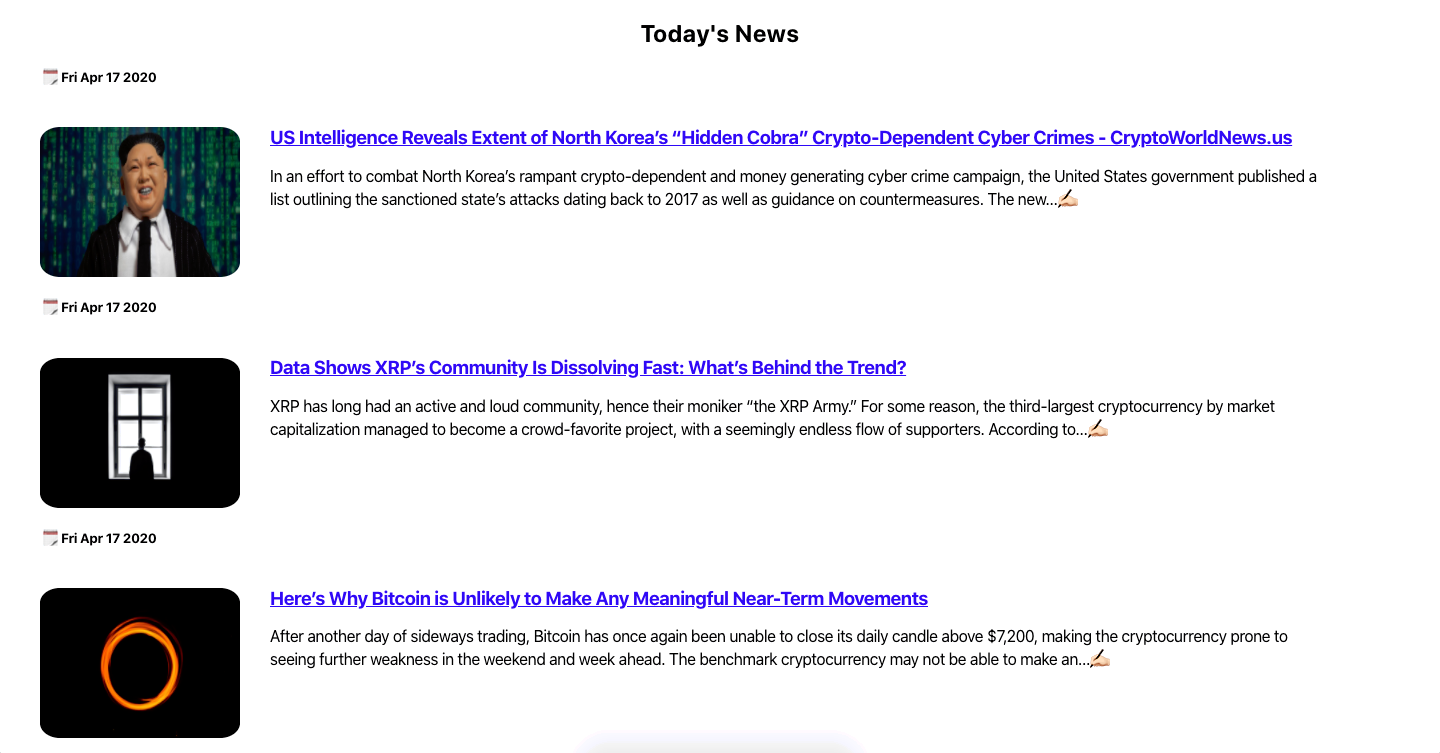 Today's News
Fri Apr 17 2020
US Intelligence Reveals Extent of North Korea’s “Hidden Cobra” Crypto-Dependent Cyber Crimes - CryptoWorldNews.us
In an effort to combat North Korea’s rampant crypto-dependent and money generating cyber crime campaign, the United States government published a
list outlining the sanctioned state’s attacks dating back to 2017 as well as guidance on countermeasures. The new...✍🏻
Fri Apr 17 2020
Data Shows XRP’s Community Is Dissolving Fast: What’s Behind the Trend?
XRP has long had an active and loud community, hence their moniker “the XRP Army.” For some reason, the third-largest cryptocurrency by market
capitalization managed to become a crowd-favorite project, with a seemingly endless flow of supporters. According to...✍🏻
Fri Apr 17 2020
Here’s Why Bitcoin is Unlikely to Make Any Meaningful Near-Term Movements
After another day of sideways trading, Bitcoin has once again been unable to close its daily candle above $7,200, making the cryptocurrency prone to
seeing further weakness in the weekend and week ahead. The benchmark cryptocurrency may not be able to make an...✍🏻